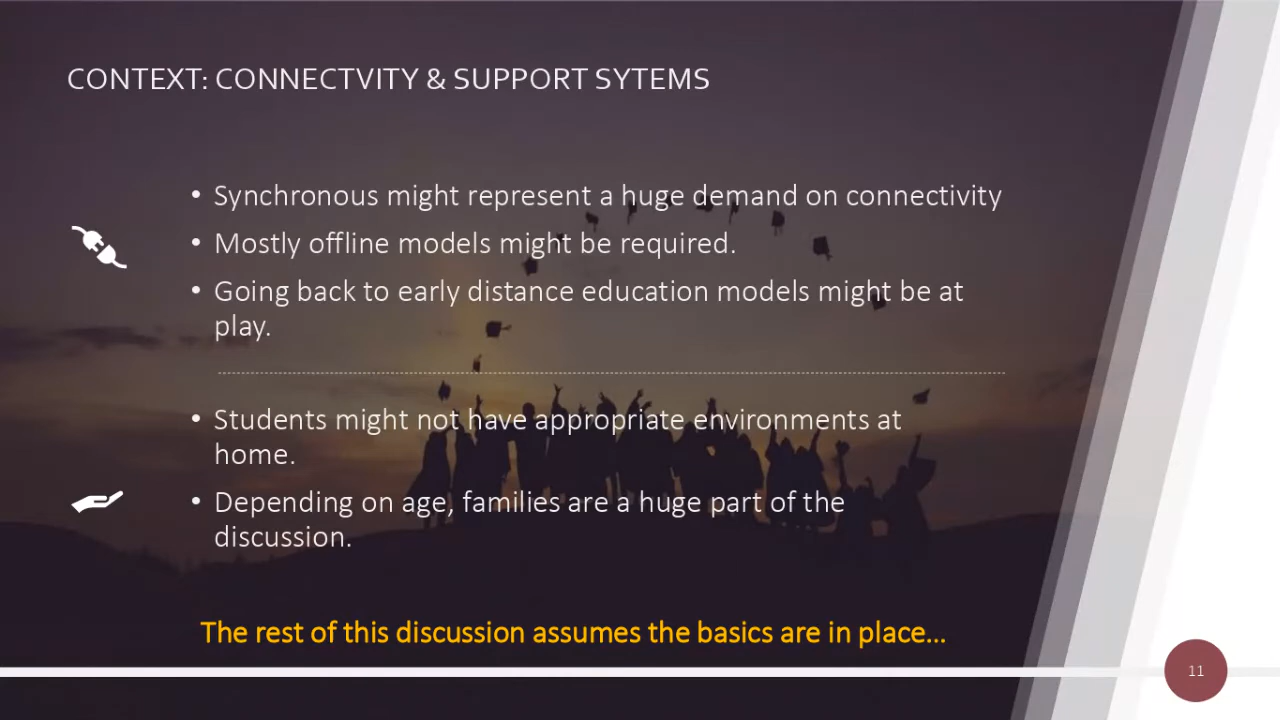 CONTEXT: CONNECTVITY & SUPPORT SYTEMS
• Synchronous might represent a huge demand on connectivity
• Mostly offline models might be required.
• Going back to early distance education models might be at
play.
• Students might not have appropriate environments at
home.
• Depending on age, families are a huge part of the
discussion.
The rest of this discussion assumes the basics are in place...
11